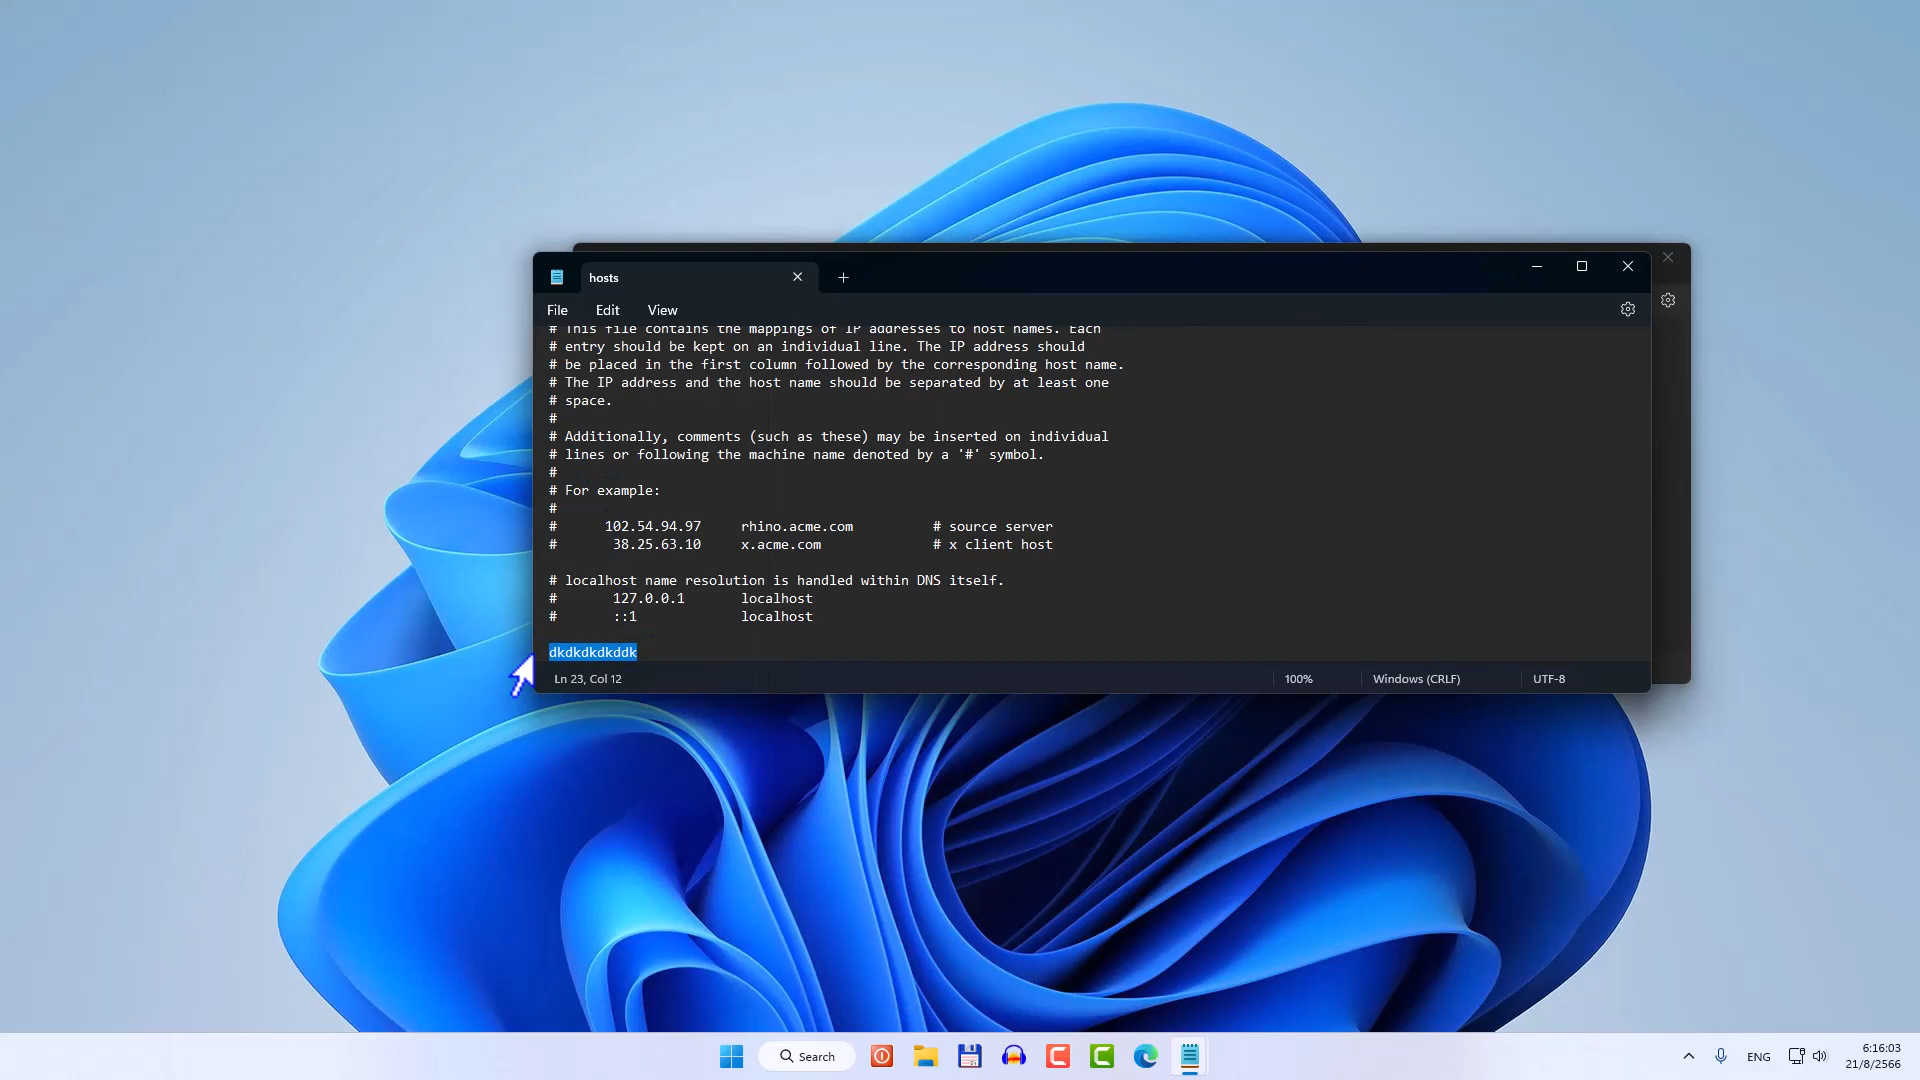 hosts
File Edit View
# This file contains the mappings of IP addresses to host names. Each
# entry should be kept on an individual line. The IP address should
# be placed in the first column followed by the corresponding host name.
# The IP address and the host name should be separated by at least one
# space.
#
# Additionally, comments (such as these) may be inserted on individual
# lines or following the machine name denoted by a '#' symbol.
#
# For example:
#
# 102.54.94.97 rhino.acme.com # source server
# 38.25.63.10 x.acme.com # x client host
# localhost name resolution is handled within DNS itself.
# 127.0.0.1 localhost
# ::1 localhost
dkdkdkdkddk
Ln 23, Col 12 100% Windows (CRLF) UTF-8
Search ENG 6:16:03
21/8/2566